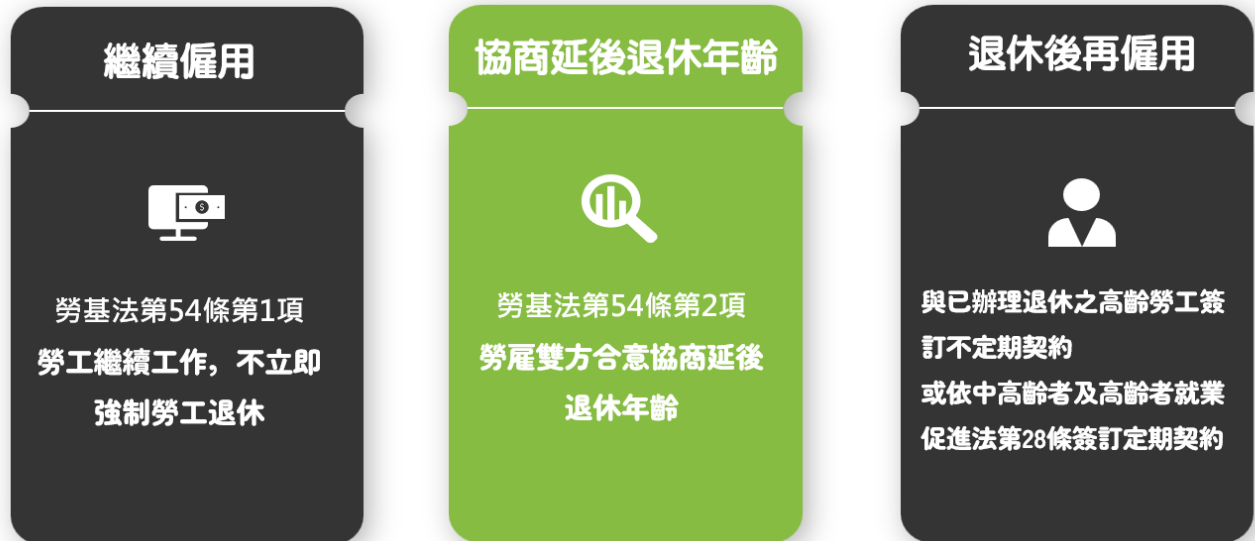 繼續僱用
勞基法第54條第1項
勞工繼續工作，不立即
強制勞工退休
協商延後退休年齡
勞基法第54條第2項
勞雇雙方合意協商延後
退休年齡
退休後再僱用
與已辦理退休之高齡勞工簽
訂不定期契約
或依中高齡者及高齡者就業
促進法第28條簽訂定期契約